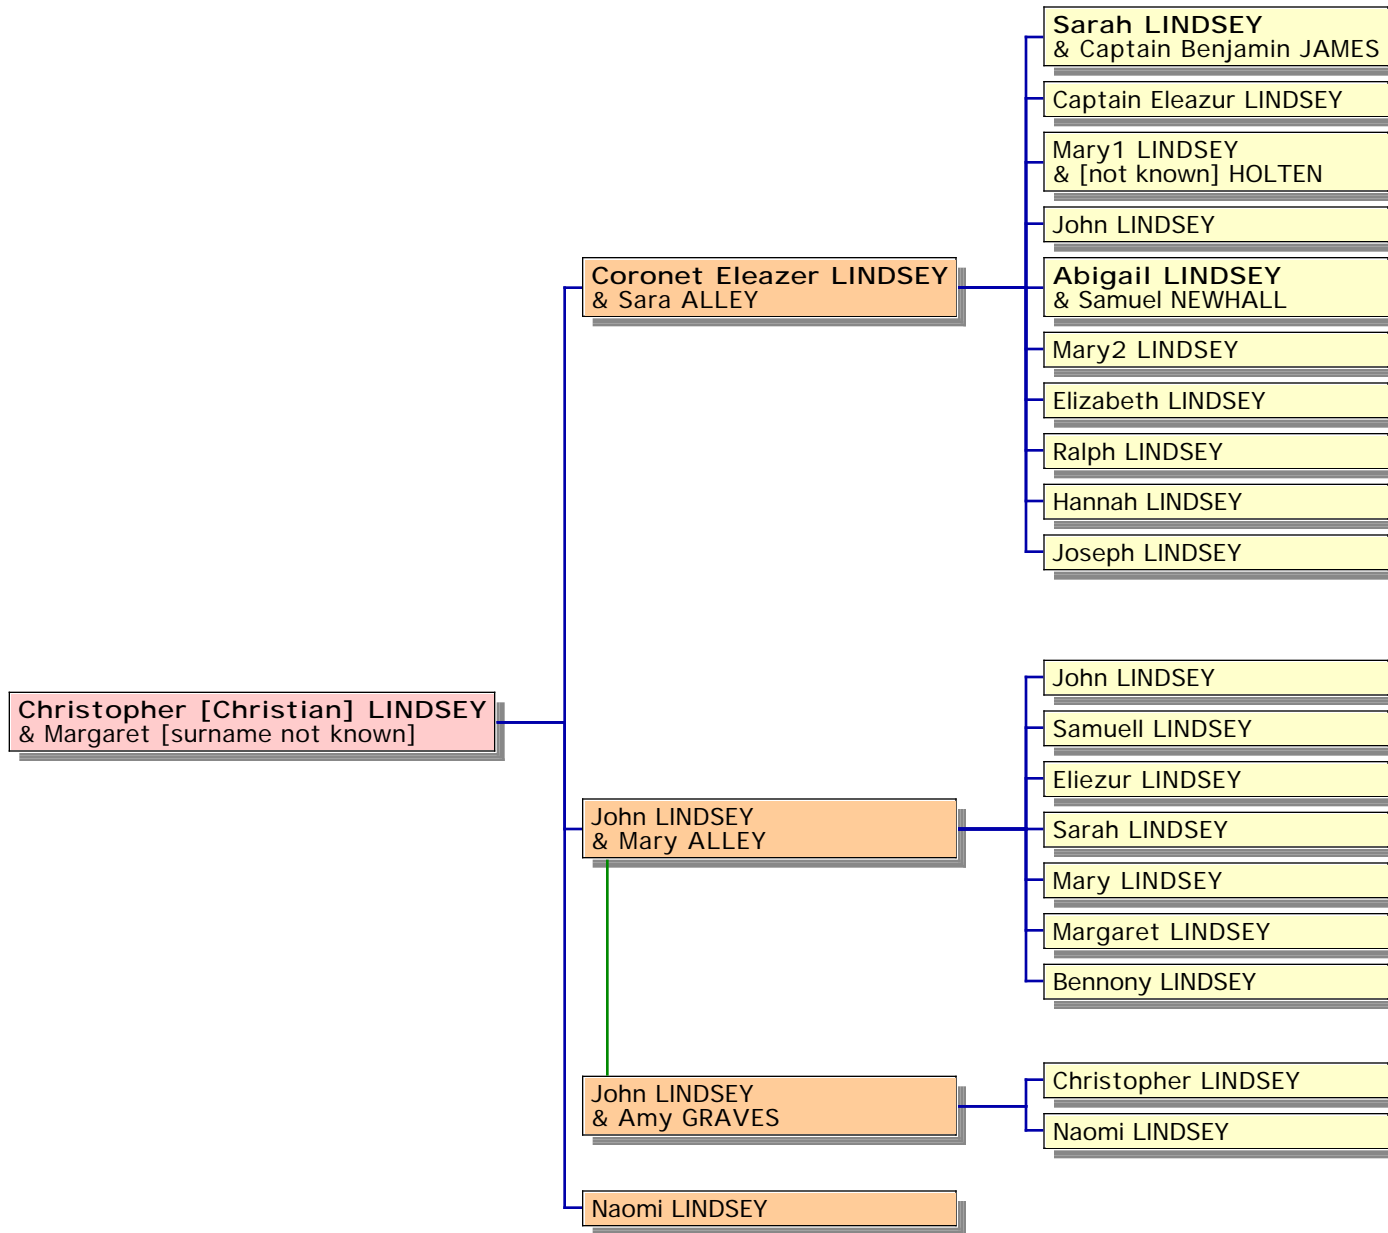 Sarah LINDSEY
& Captain Benjamin JAMES
Captain Eleazur LINDSEY
Mary1 LINDSEY
& [not known] HOLTEN
John LINDSEY
Coronet Eleazer LINDSEY
& Sara ALLEY
Abigail LINDSEY
& Samuel NEWHALL
Mary2 LINDSEY
Elizabeth LINDSEY
Ralph LINDSEY
Hannah LINDSEY
Joseph LINDSEY
Christopher [Christian] LINDSEY
& Margaret [surname not known]
John LINDSEY
& Mary ALLEY
John LINDSEY
Samuell LINDSEY
Eliezur LINDSEY
Sarah LINDSEY
Mary LINDSEY
Margaret LINDSEY
Bennony LINDSEY
John LINDSEY
& Amy GRAVES
Christopher LINDSEY
Naomi LINDSEY
Naomi LINDSEY